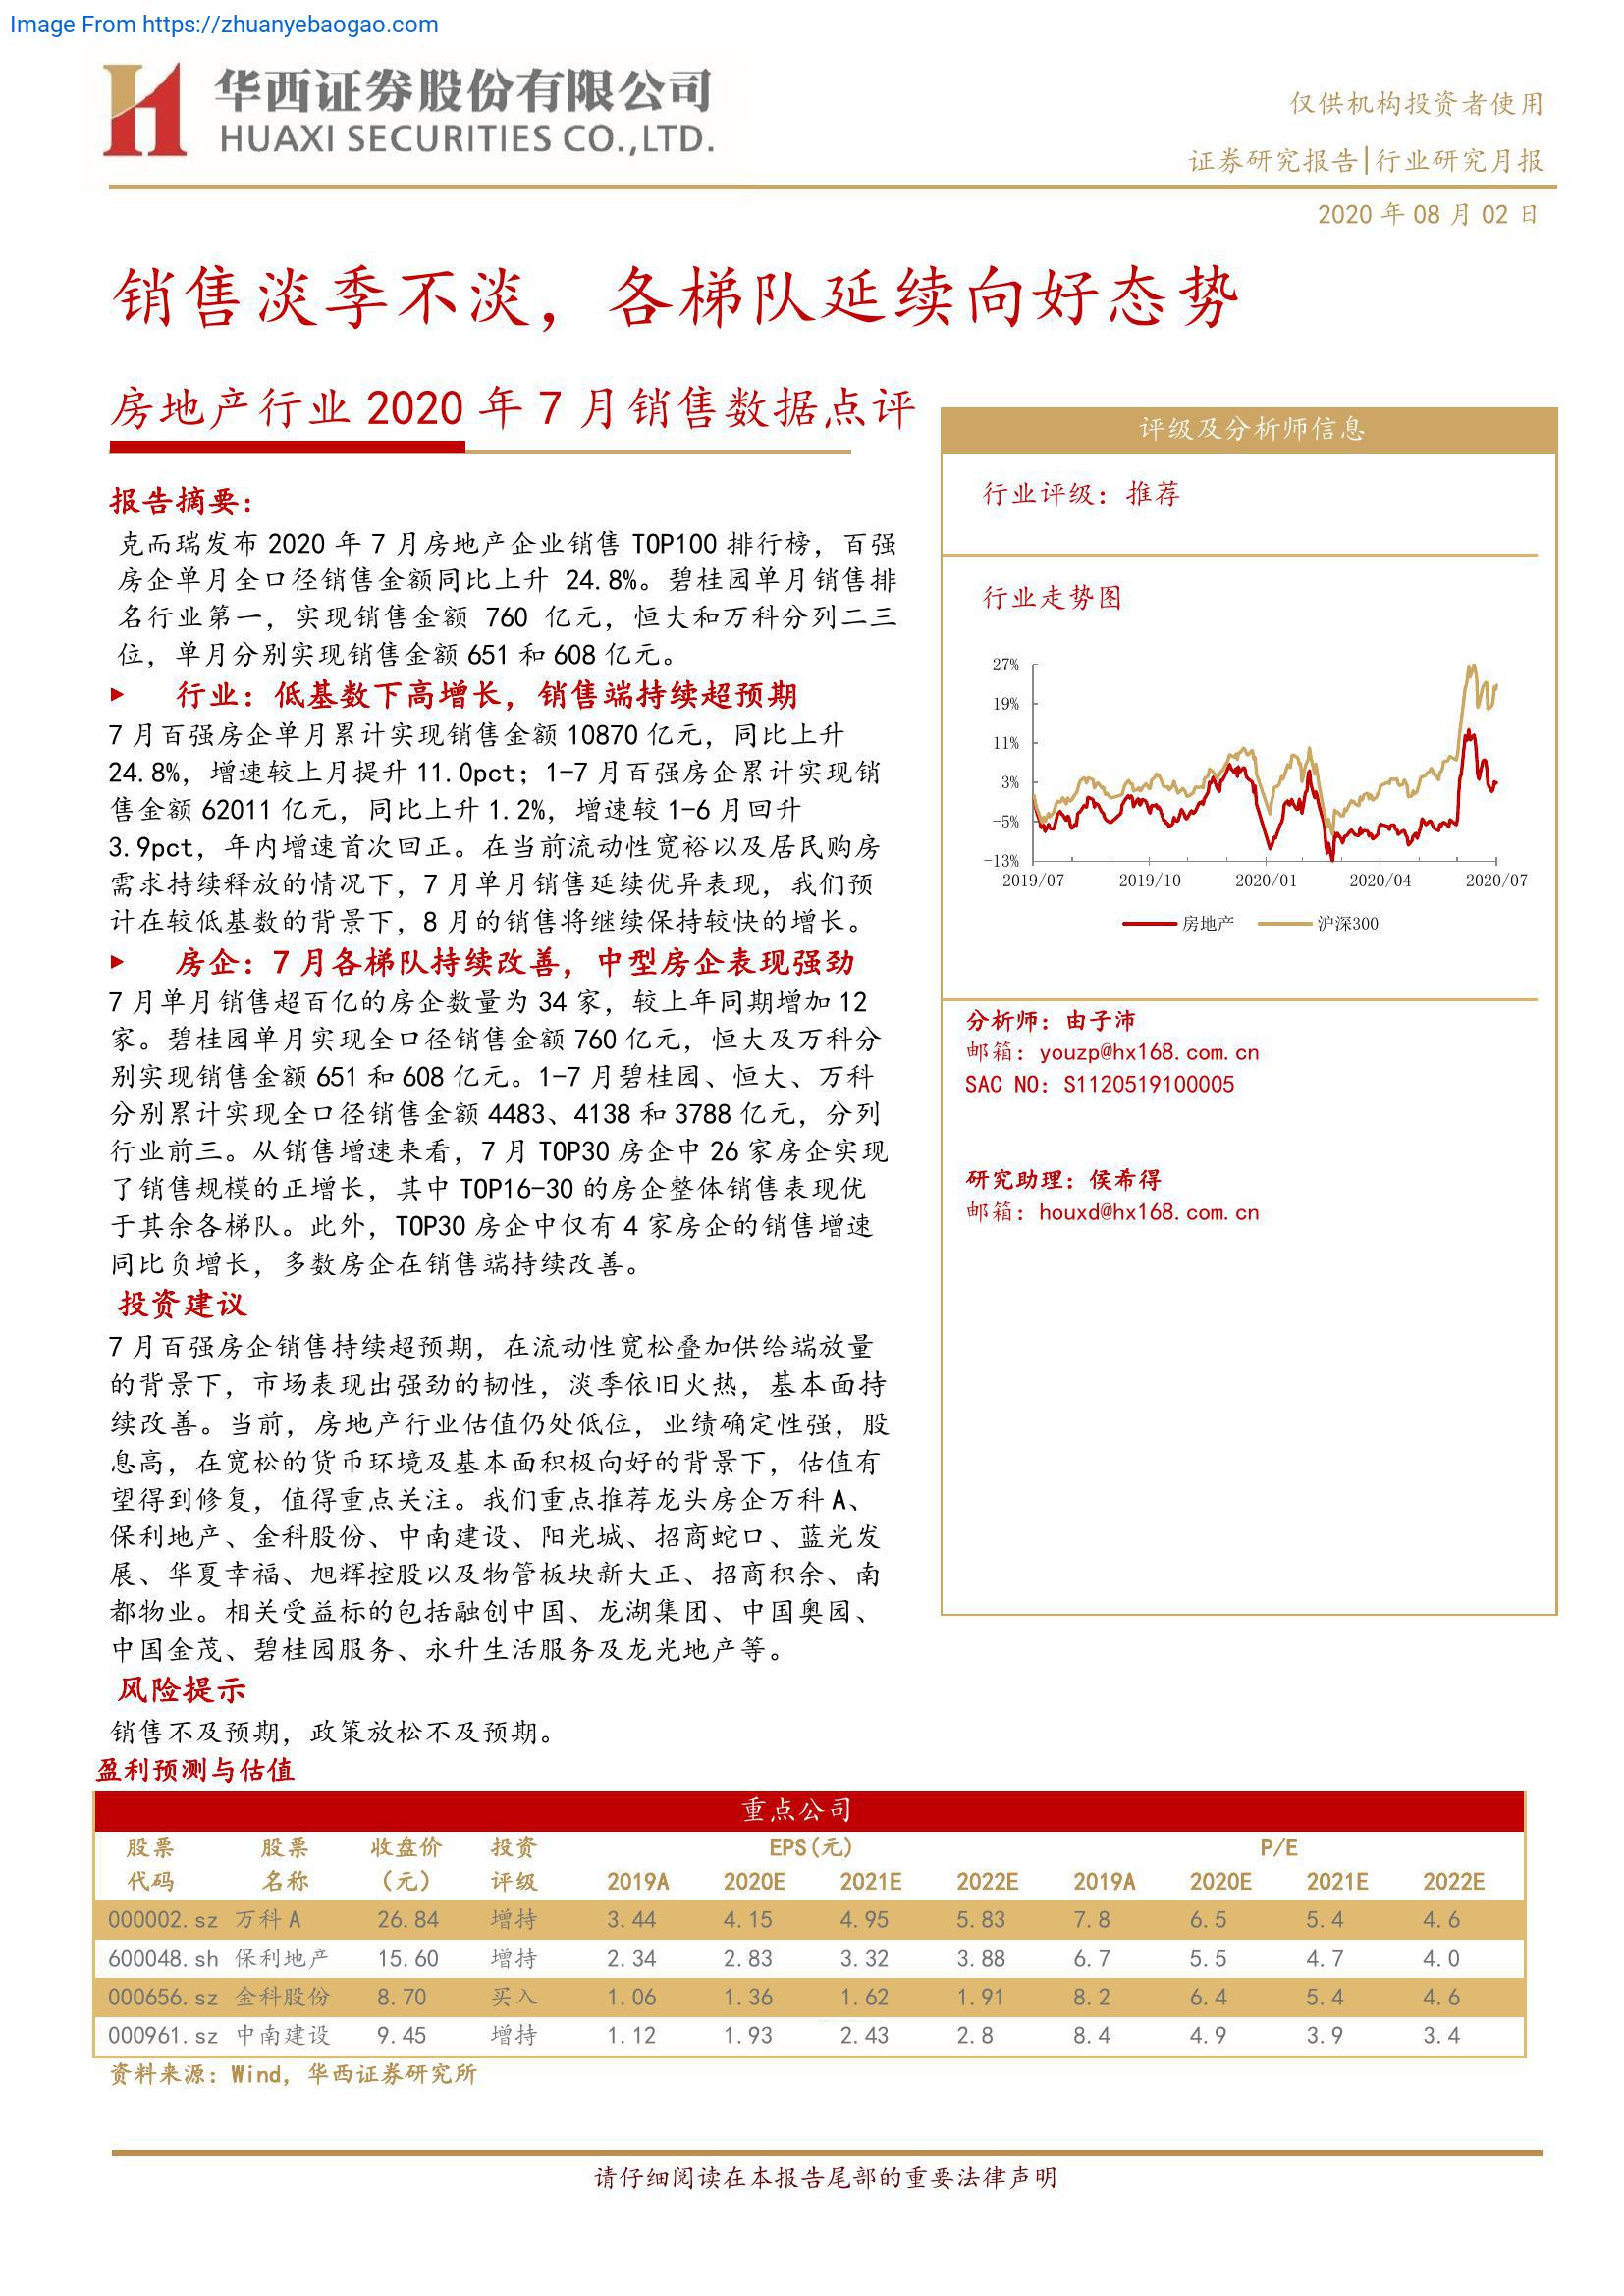 Image From https://zhuanyebaogao.com
华西证券股份有限公司
HUAXI SECURITIES CO.,LTD.
仅供机构投资者使用
证券研究报告|行业研究月报
2020 年 08 月 02 日
销售淡季不淡，各梯队延续向好态势
房地产行业 2020 年 7 月销售数据点评
报告摘要：
克而瑞发布 2020 年 7 月房地产企业销售 TOP100 排行榜，百强
房企单月全口径销售金额同比上升 24.8%。碧桂园单月销售排
名行业第一，实现销售金额 760 亿元，恒大和万科分列二三
位，单月分别实现销售金额 651 和 608 亿元。
行业：低基数下高增长，销售端持续超预期
7 月百强房企单月累计实现销售金额 10870 亿元，同比上升
24.8%，增速较上月提升 11.0pct；1-7 月百强房企累计实现销
售金额 62011 亿元，同比上升 1.2%，增速较 1-6 月回升
3.9pct，年内增速首次回正。在当前流动性宽裕以及居民购房
需求持续释放的情况下，7 月单月销售延续优异表现，我们预
计在较低基数的背景下，8 月的销售将继续保持较快的增长。
房企：7 月各梯队持续改善，中型房企表现强劲
7 月单月销售超百亿的房企数量为 34 家，较上年同期增加 12
家。碧桂园单月实现全口径销售金额 760 亿元，恒大及万科分
别实现销售金额 651 和 608 亿元。1-7 月碧桂园、恒大、万科
分别累计实现全口径销售金额 4483、4138 和 3788 亿元，分列
行业前三。从销售增速来看，7 月 TOP30 房企中 26 家房企实现
了销售规模的正增长，其中 TOP16-30 的房企整体销售表现优
于其余各梯队。此外，TOP30 房企中仅有 4 家房企的销售增速
同比负增长，多数房企在销售端持续改善。
投资建议
7 月百强房企销售持续超预期，在流动性宽松叠加供给端放量
的背景下，市场表现出强劲的韧性，淡季依旧火热，基本面持
续改善。当前，房地产行业估值仍处低位，业绩确定性强，股
息高，在宽松的货币环境及基本面积极向好的背景下，估值有
望得到修复，值得重点关注。我们重点推荐龙头房企万科 A、
保利地产、金科股份、中南建设、阳光城、招商蛇口、蓝光发
展、华夏幸福、旭辉控股以及物管板块新大正、招商积余、南
都物业。相关受益标的包括融创中国、龙湖集团、中国奥园、
中国金茂、碧桂园服务、永升生活服务及龙光地产等。
风险提示
销售不及预期，政策放松不及预期。
评级及分析师信息
行业评级：推荐
行业走势图
27%
19%
11%
3%
-5%
-13%
2019/07 2019/10 2020/01 2020/04 2020/07
房地产 沪深300
分析师：由子沛
邮箱：youzp@hx168.com.cn
SAC NO：S1120519100005
研究助理：侯希得
邮箱：houxd@hx168.com.cn
盈利预测与估值
重点公司
股票 股票 收盘价 投资 EPS(元) P/E
代码 名称 （元） 评级 2019A 2020E 2021E 2022E 2019A 2020E 2021E 2022E
000002.sz 万科 A 26.84 增持 3.44 4.15 4.95 5.83 7.8 6.5 5.4 4.6
600048.sh 保利地产 15.60 增持 2.34 2.83 3.32 3.88 6.7 5.5 4.7 4.0
000656.sz 金科股份 8.70 买入 1.06 1.36 1.62 1.91 8.2 6.4 5.4 4.6
000961.sz 中南建设 9.45 增持 1.12 1.93 2.43 2.8 8.4 4.9 3.9 3.4
资料来源：Wind，华西证券研究所
请仔细阅读在本报告尾部的重要法律声明